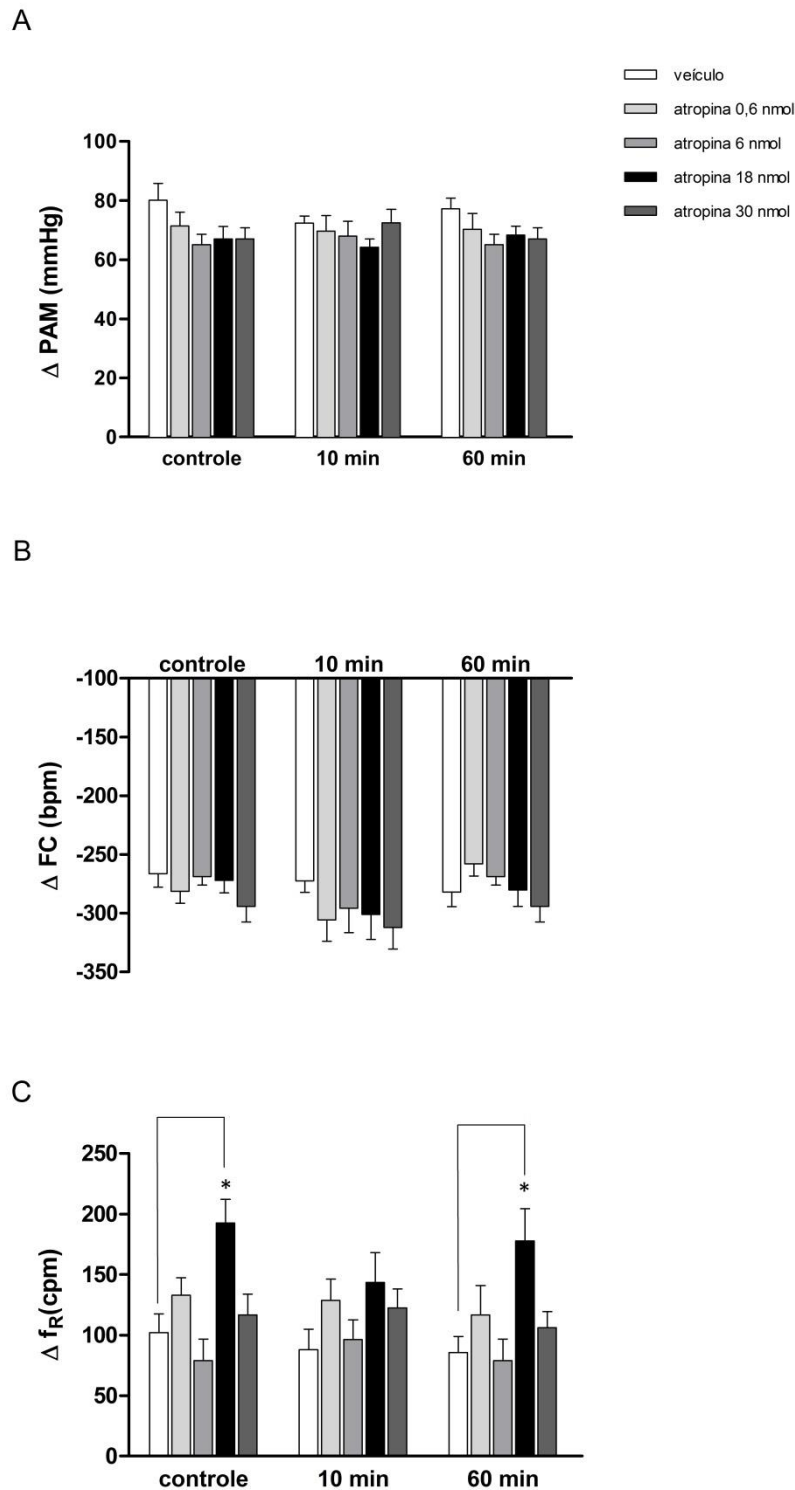 A
veículo
atropina 0,6 nmol
atropina 6 nmol
atropina 18 nmol
atropina 30 nmol
Δ PAM (mmHg)
100
80
60
40
20
0
controle 10 min 60 min
B
controle 10 min 60 min
Δ FC (bpm)
-100
-150
-200
-250
-300
-350
C
Δ fR(cpm)
250
200
150
100
50
0
* *
controle 10 min 60 min